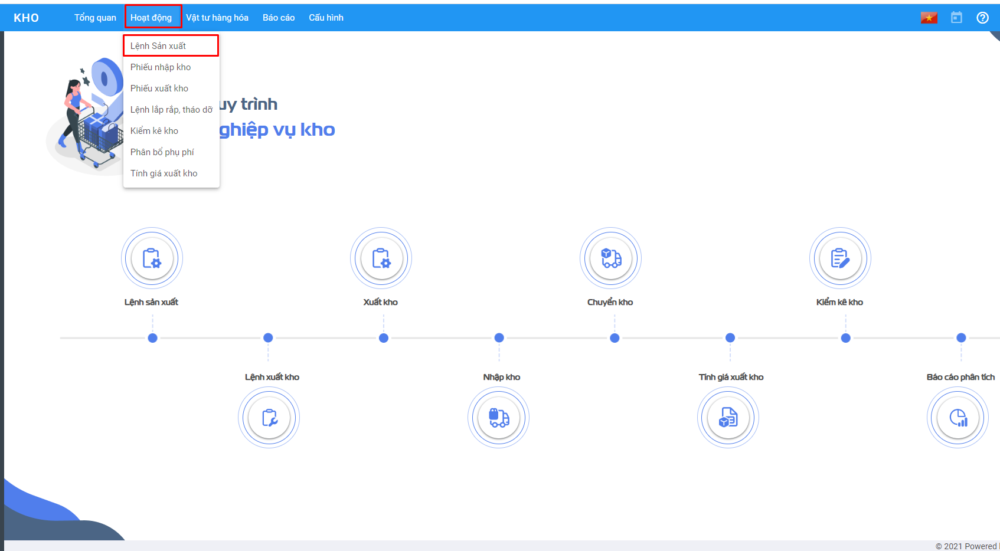 KHO
Tổng quan
Hoạt động
Vật tư hàng hóa
Báo cáo
Cấu hình
Lệnh Sản xuất
Phiếu nhập kho
Phiếu xuất kho
Lệnh lắp rắp, tháo dỡ
Kiểm kê kho
Phân bổ phụ phí
Tính giá xuất kho
uy trình
ghiệp vụ kho
Lệnh sản xuất
Xuất kho
Chuyển kho
Kiểm kê kho
Lệnh xuất kho
Nhập kho
Tính giá xuất kho
Báo cáo phân tích
© 2021 Powered